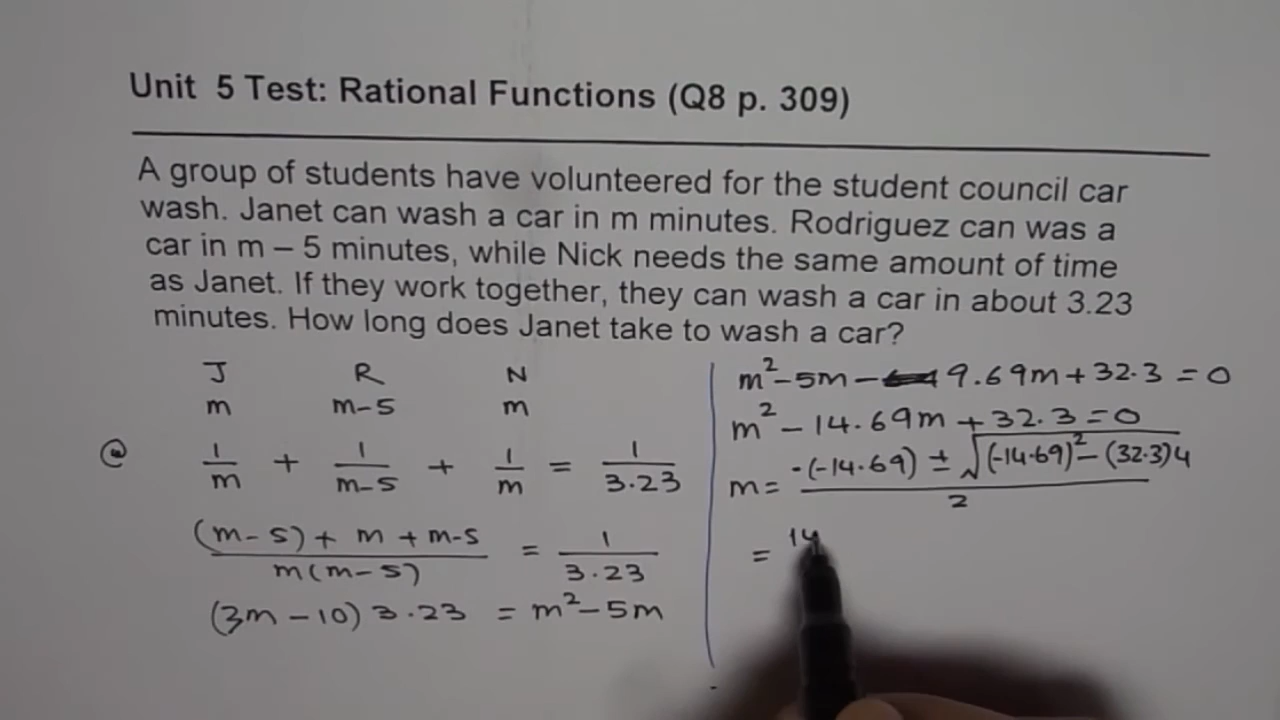 Unit 5 Test: Rational Functions (Q8 p. 309)
A group of students have volunteered for the student council car
wash. Janet can wash a car in m minutes. Rodriguez can was a
car in m – 5 minutes, while Nick needs the same amount of time
as Janet. If they work together, they can wash a car in about 3.23
minutes. How long does Janet take to wash a car?
J R N
m m-5 m
@ 1/m + 1/(m-5) + 1/m = 1/3.23
((m-5) + m + m-5)/(m(m-5)) = 1/3.23
(3m - 10) 3.23 = m² - 5m
m² - 5m - 9.69m + 32.3 = 0
m² - 14.69m + 32.3 = 0
m = (-(-14.69) ± √((-14.69)² - (32.3)4))/2
= 14